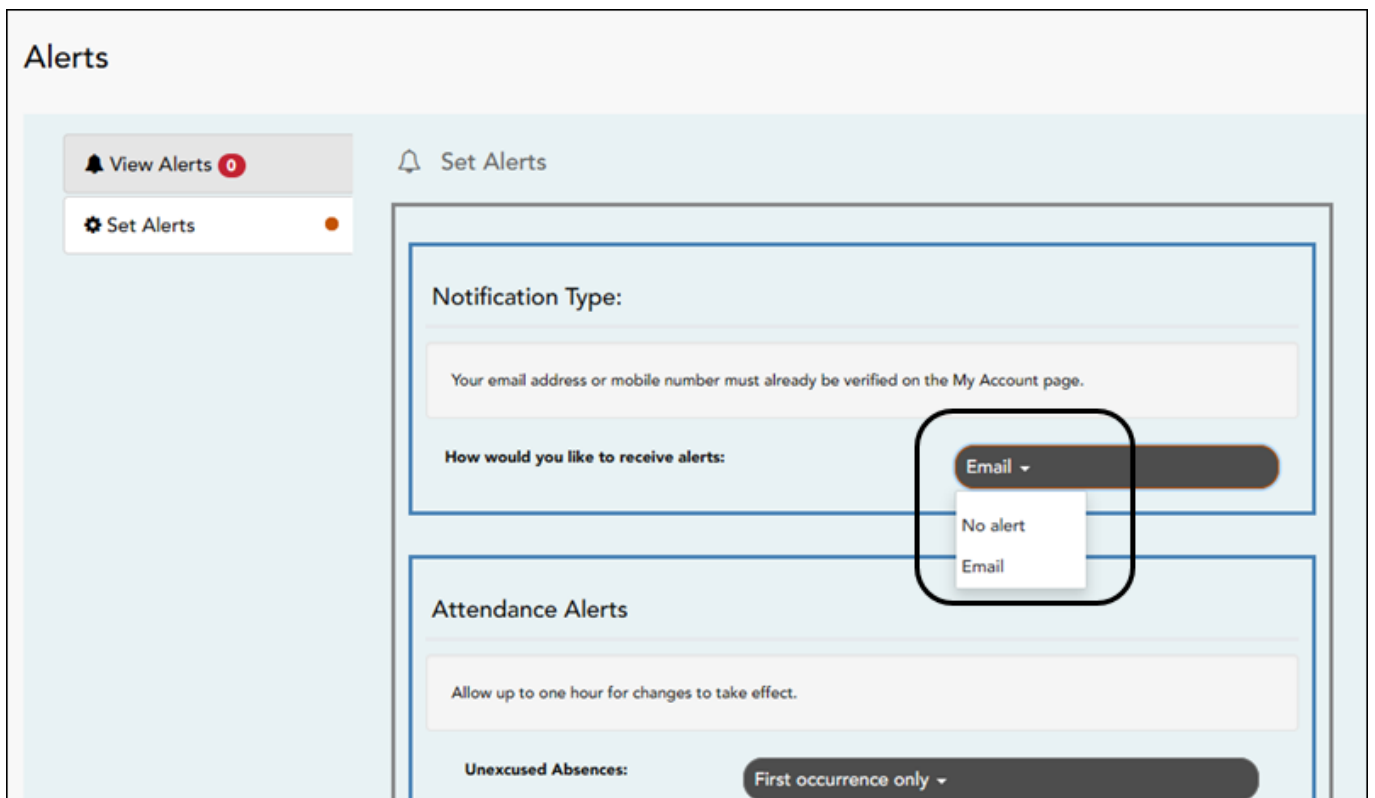 Alerts
View Alerts 0
Set Alerts
Set Alerts
Notification Type:
Your email address or mobile number must already be verified on the My Account page.
How would you like to receive alerts:
Email
No alert
Email
Attendance Alerts
Allow up to one hour for changes to take effect.
Unexcused Absences:
First occurrence only